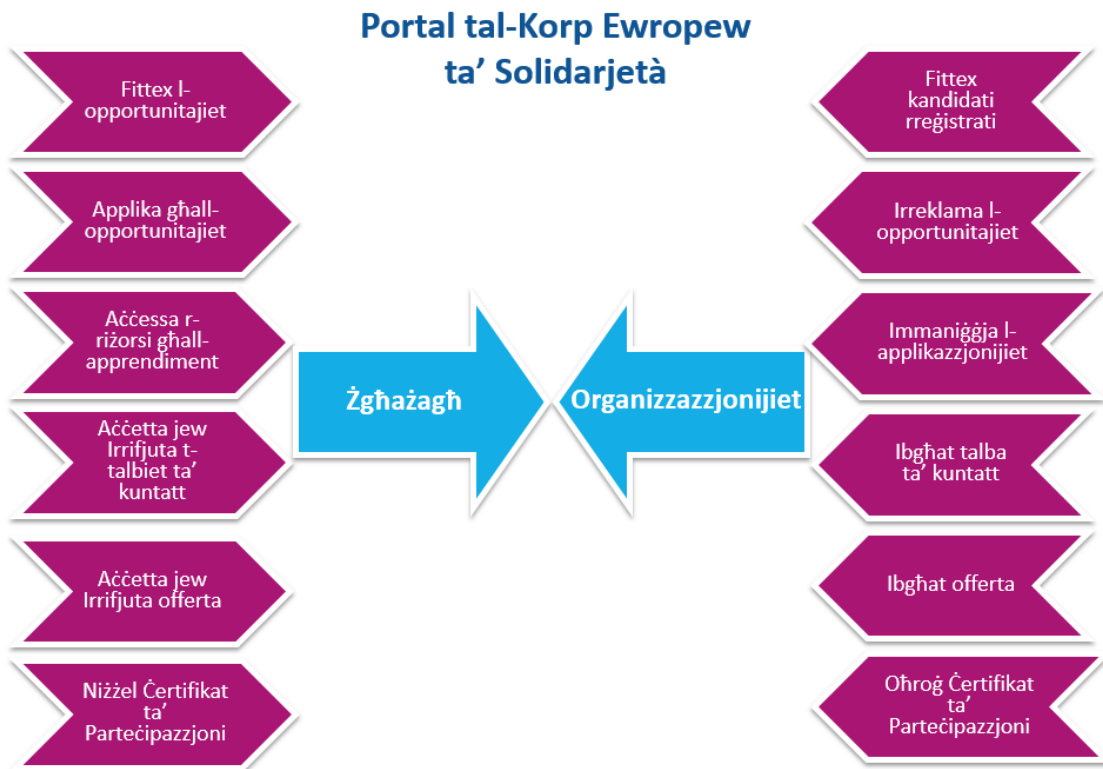 Portal tal-Korp Ewropew
ta’ Solidarjetà
Fittex l-
opportunitajiet
Applika għall-
opportunitajiet
Aċċessa r-
riżorsi għall-
apprendiment
Aċċetta jew
Irrifjuta t-
talbiet ta’
kuntatt
Aċċetta jew
Irrifjuta offerta
Niżżel Ċertifikat
ta’
Parteċipazzjoni
Żgħażagħ
Organizzazzjonijiet
Fittex
kandidati
rreġistrati
Irreklama l-
opportunitajiet
Immaniġġja l-
applikazzjonijiet
Ibgħat talba
ta’ kuntatt
Ibgħat offerta
Oħroġ Ċertifikat
ta’
Parteċipazzjoni